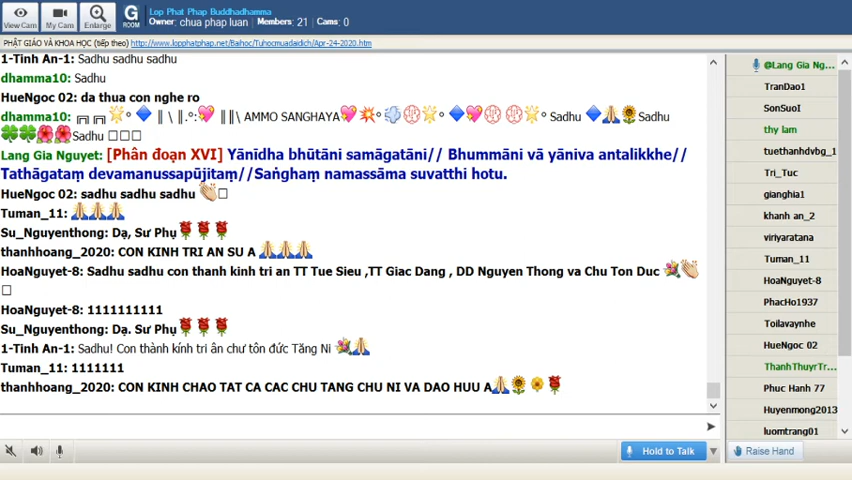 Lop Phat Phap Buddhadhamma
Owner: chua phap luan Members: 21 Cams: 0
View Cam My Cam Enlarge G ROOM
PHẬT GIÁO VÀ KHOA HỌC (tiếp theo) http://www.lopphatphap.net/Baihoc/Tuhocmuadaidich/Apr-24-2020.htm
1-Tinh An-1: Sadhu sadhu sadhu
dhamma10: Sadhu
HueNgoc 02: da thua con nghe ro
dhamma10: ╔╗╔╗🌟° 🔷 ║ \ ║.°.:💖 ║║\ AMMO SANGHAYA💖💥° 💨🌟° 🔷💖 🌟° Sadhu 🔷🙏🌻Sadhu
🍀🍀🌺🌺Sadhu □□□
Lang Gia Nguyet: [Phân đoạn XVI] Yānīdha bhūtāni samāgatāni// Bhummāni vā yāniva antalikkhe//
Tathāgataṃ devamanussapūjitaṃ//Saṅghaṃ namassāma suvatthi hotu.
HueNgoc 02: sadhu sadhu sadhu 👏□
Tuman_11: 🙏🙏🙏
Su_Nguyenthong: Dạ, Sư Phụ 🌹🌹🌹
thanhhoang_2020: CON KINH TRI AN SU A 🙏🙏🙏
HoaNguyet-8: Sadhu sadhu con thanh kinh tri an TT Tue Sieu ,TT Giac Dang , DD Nguyen Thong va Chu Ton Duc 💐👏
□
HoaNguyet-8: 1111111111
Su_Nguyenthong: Dạ. Sư Phụ 🌹🌹🌹
1-Tinh An-1: Sadhu! Con thành kính tri ân chư tôn đức Tăng Ni 💐🙏
Tuman_11: 1111111
thanhhoang_2020: CON KINH CHAO TAT CA CAC CHU TANG CHU NI VA DAO HUU A🙏🌻🌼🌹
Hold to Talk
@Lang Gia Ng...
TranDao1
SonSuoI
thy lam
tuethanhdvbg_1
Tri_Tuc
gianghia1
khanh an_2
viriyaratana
Tuman_11
HoaNguyet-8
PhacHo1937
Toilavaynhe
HueNgoc 02
ThanhThuyrTr...
Phuc Hanh 77
Huyenmong2013
luomtrang01
Raise Hand